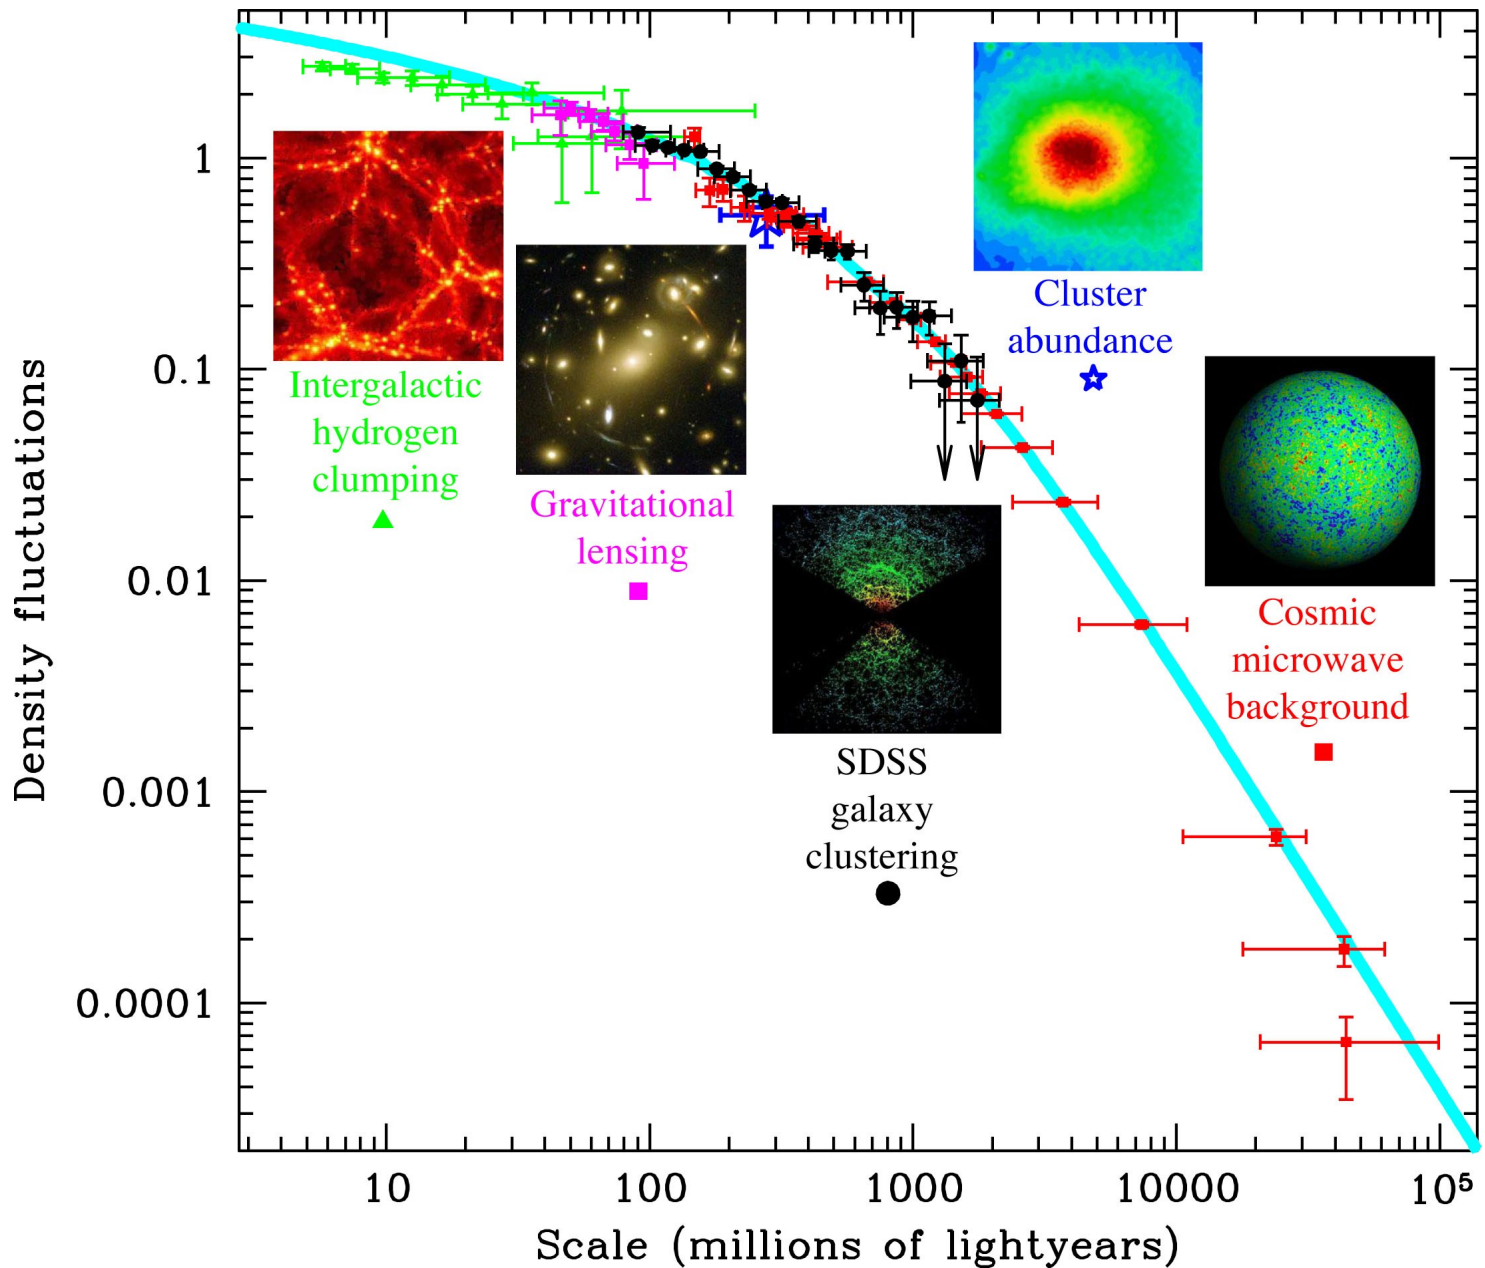 Density fluctuations
1
0.1
0.01
0.001
0.0001
Intergalactic
hydrogen
clumping
Gravitational
lensing
Cluster
abundance
SDSS
galaxy
clustering
Cosmic
microwave
background
10
100
1000
10000
10⁵
Scale (millions of lightyears)